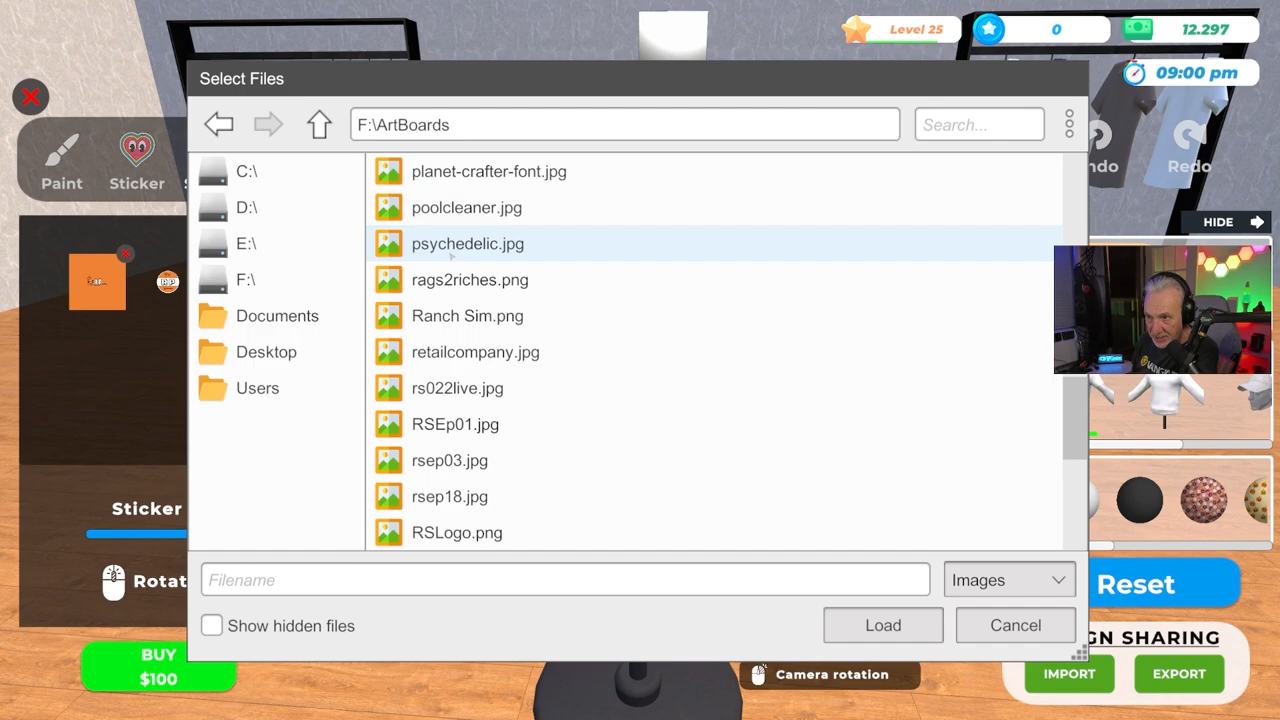 Level 25
0
12.297
09:00 pm
Select Files
F:\ArtBoards
Search...
Paint
Sticker
ndo
Redo
HIDE
C:\
D:\
E:\
F:\
Documents
Desktop
Users
planet-crafter-font.jpg
poolcleaner.jpg
psychedelic.jpg
rags2riches.png
Ranch Sim.png
retailcompany.jpg
rs022live.jpg
RSEp01.jpg
rsep03.jpg
rsep18.jpg
RSLogo.png
BP
Sticker
Rotat
Filename
Images
Show hidden files
Load
Cancel
Reset
BUY
$100
Camera rotation
GN SHARING
IMPORT
EXPORT